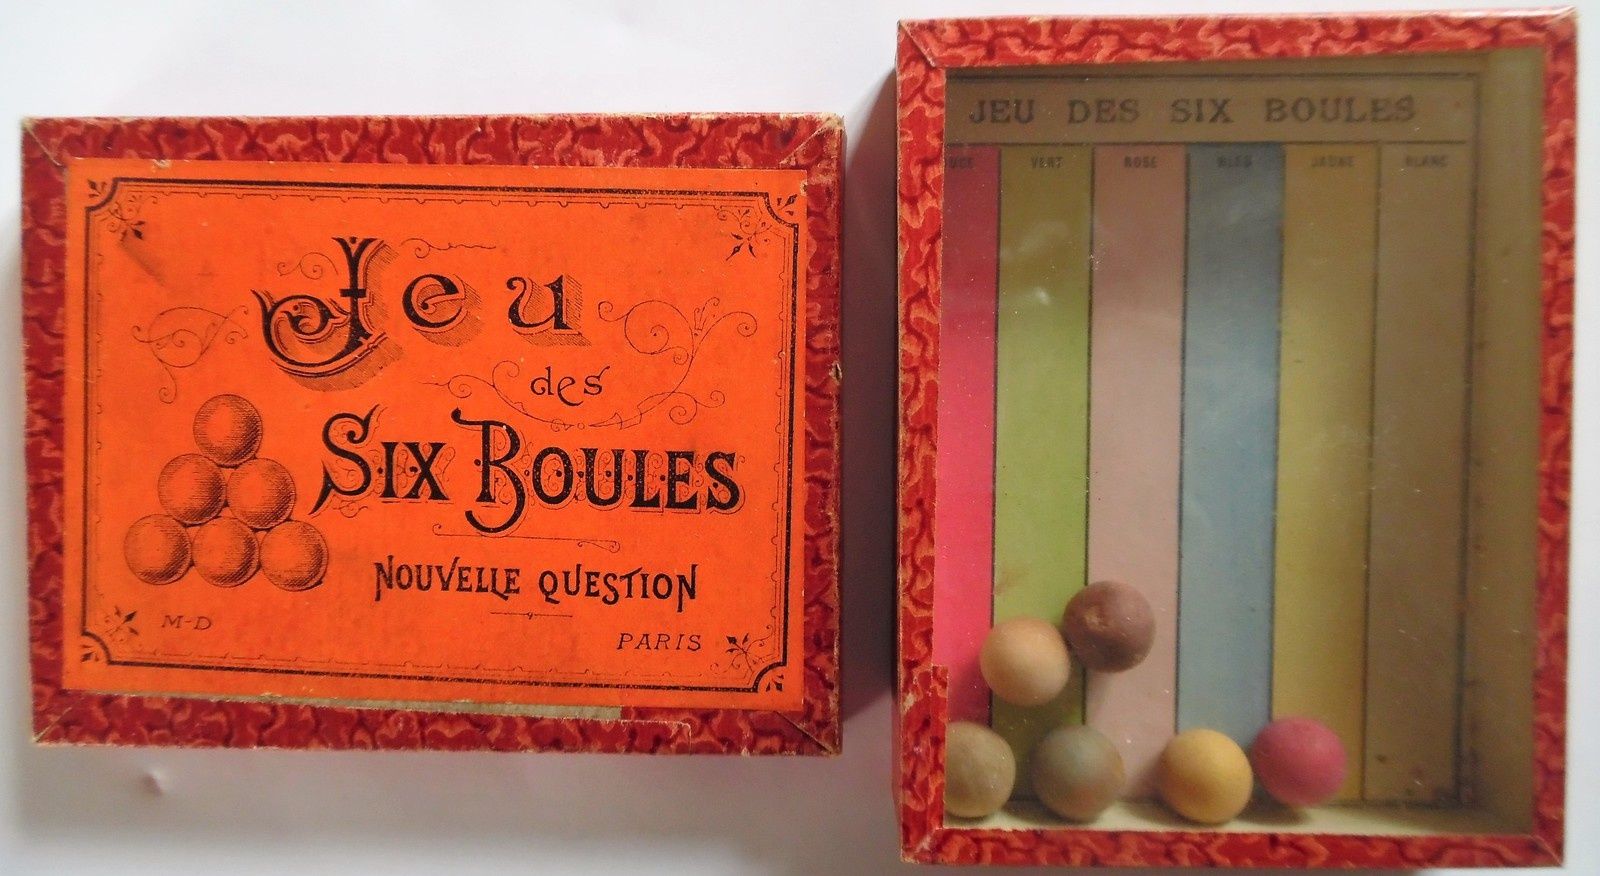 Jeu
des
SIX BOULES
NOUVELLE QUESTION
M-D
PARIS
JEU DES SIX BOULES
VERT ROSE BLEU JAUNE BLANC